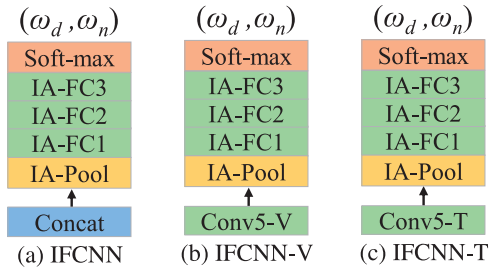 (ω_d, ω_n) (ω_d, ω_n) (ω_d, ω_n)
Soft-max Soft-max Soft-max
IA-FC3 IA-FC3 IA-FC3
IA-FC2 IA-FC2 IA-FC2
IA-FC1 IA-FC1 IA-FC1
IA-Pool IA-Pool IA-Pool
Concat Conv5-V Conv5-T
(a) IFCNN (b) IFCNN-V (c) IFCNN-T